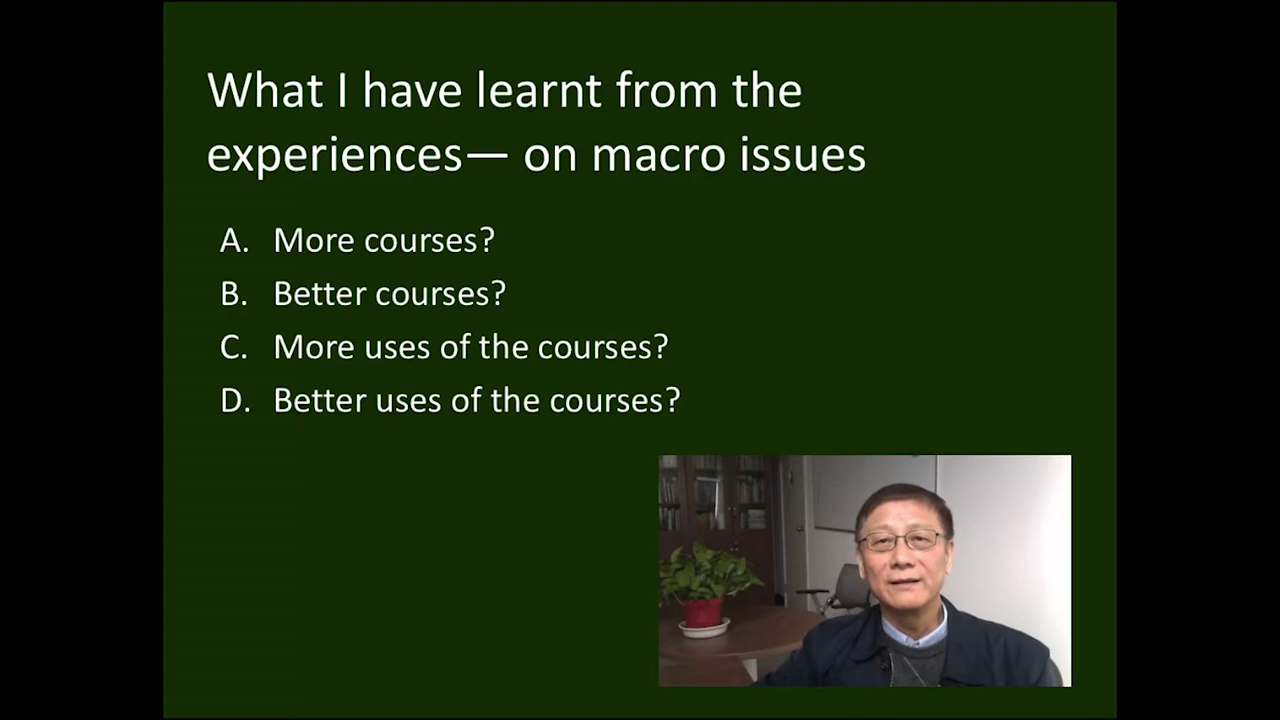 What I have learnt from the
experiences— on macro issues
A. More courses?
B. Better courses?
C. More uses of the courses?
D. Better uses of the courses?